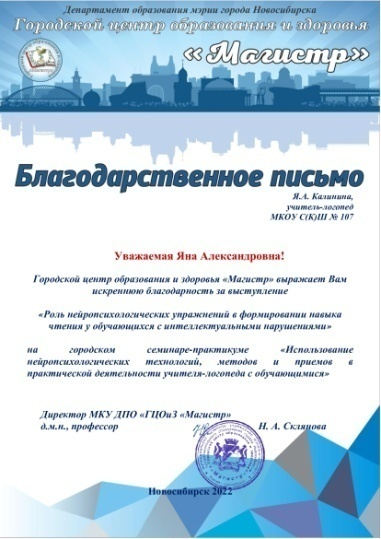 Департамент образования мэрии города Новосибирска
Городской центр образования и здоровья
«Магистр»
Благодарственное письмо
Я.А. Калинина,
учитель-логопед
МКОУ С(К)Ш № 107
Уважаемая Яна Александровна!
Городской центр образования и здоровья «Магистр» выражает Вам
искреннюю благодарность за выступление
«Роль нейропсихологических упражнений в формировании навыка
чтения у обучающихся с интеллектуальными нарушениями»
на городском семинаре-практикуме «Использование
нейропсихологических технологий, методов и приемов в
практической деятельности учителя-логопеда с обучающимися»
Директор МКУ ДПО «ГЦОиЗ «Магистр»
д.м.н., профессор Н. А. Склянова
Новосибирск 2022